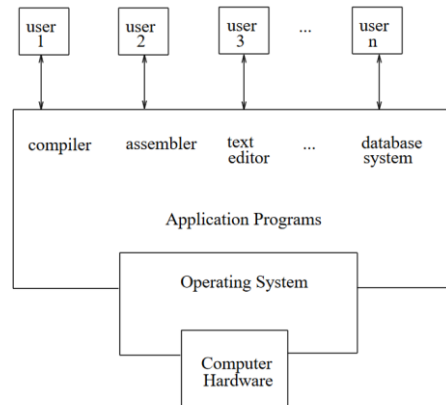 user user user ... user
1 2 3 n
compiler assembler text ... database
editor system
Application Programs
Operating System
Computer
Hardware